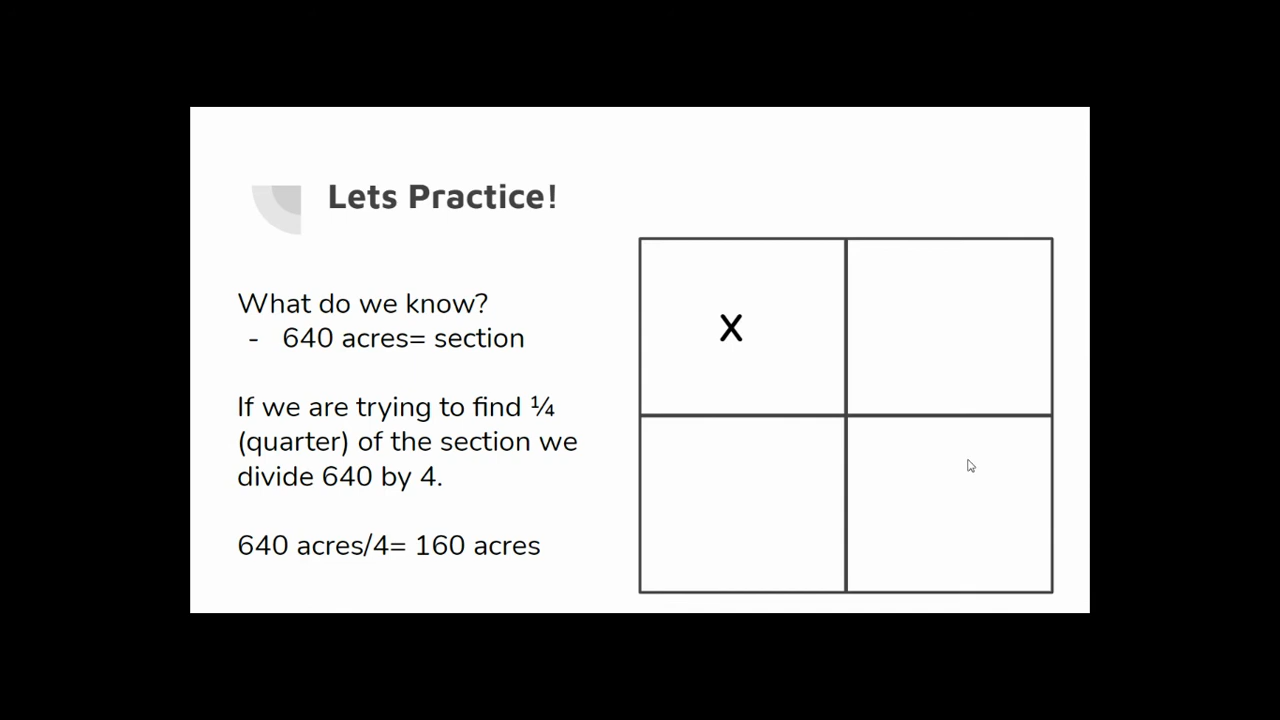 Lets Practice!
What do we know?
- 640 acres= section
If we are trying to find ¼
(quarter) of the section we
divide 640 by 4.
640 acres/4= 160 acres
X